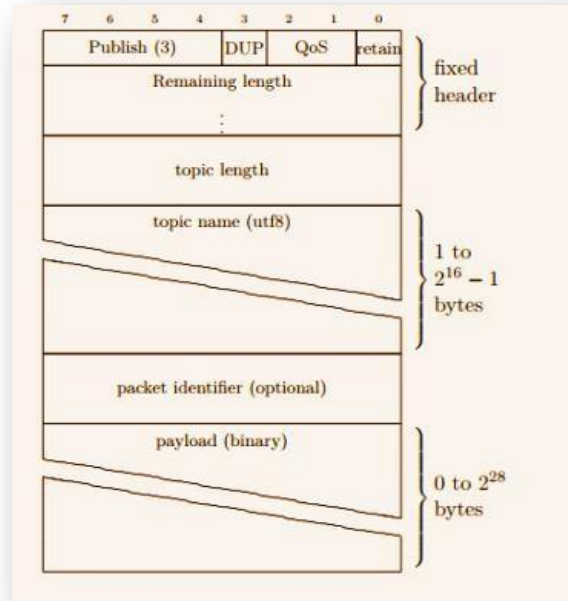 7 6 5 4 3 2 1 0
Publish (3) DUP QoS retain
Remaining length
⋮
fixed
header
topic length
topic name (utf8)
1 to
2^16 − 1
bytes
packet identifier (optional)
payload (binary)
0 to 2^28
bytes